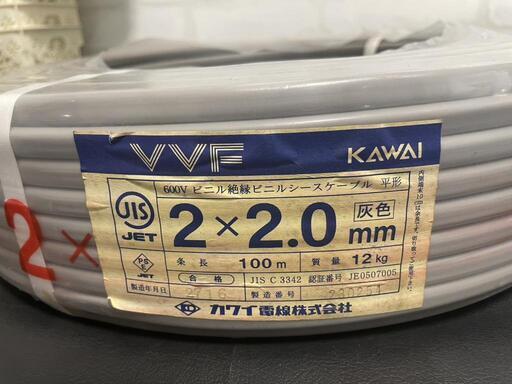 VVF KAWAI
600V ビニル絶縁ビニルシースケーブル 平形
JIS JET
2×2.0mm 灰色
PSE JET
条長 100m 質量 12kg
合格 JIS C 3342 認証番号 JE0507005
製造年月日 製造番号
カワイ電線株式会社
2×